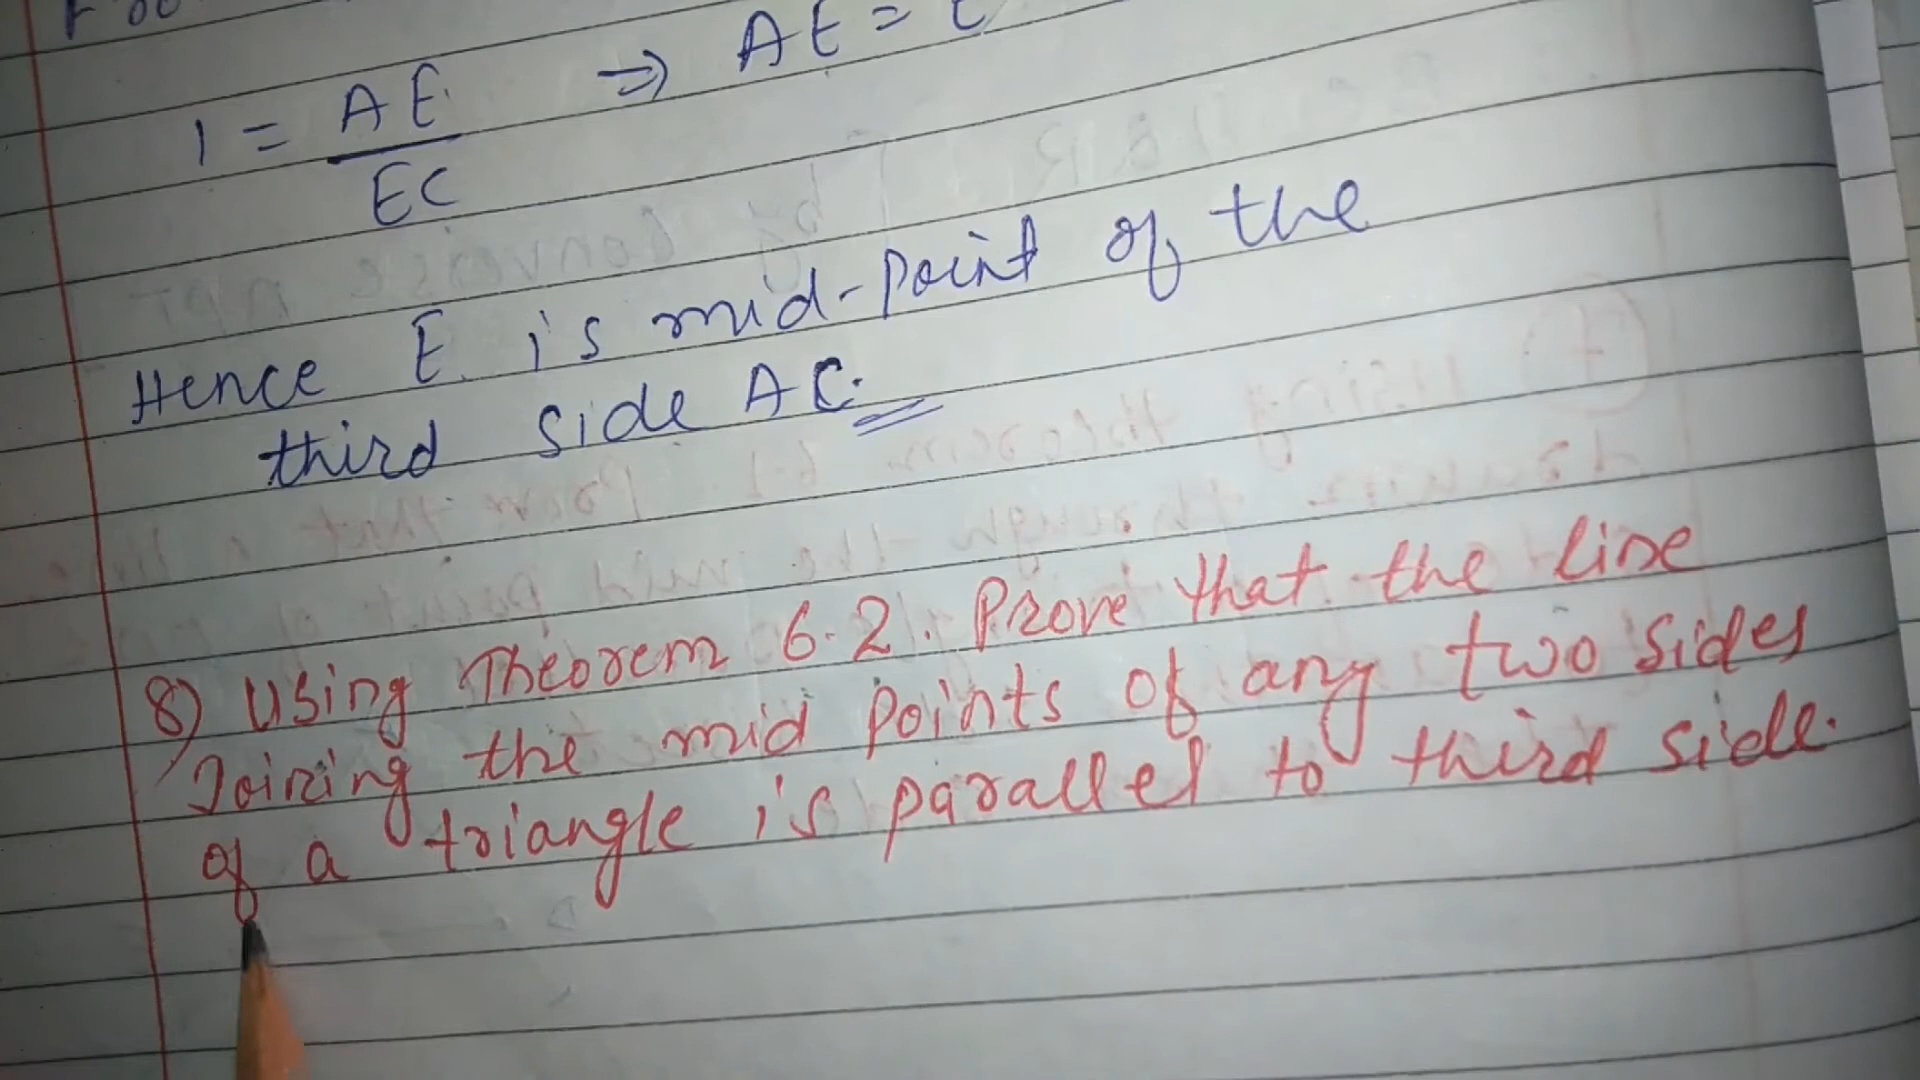 1 = AE/EC ⇒ AE =
Hence E is mid-point of the
third side AC.
8) Using Theorem 6.2. Prove that the line
Joining the mid points of any two sides
of a triangle is parallel to third side.